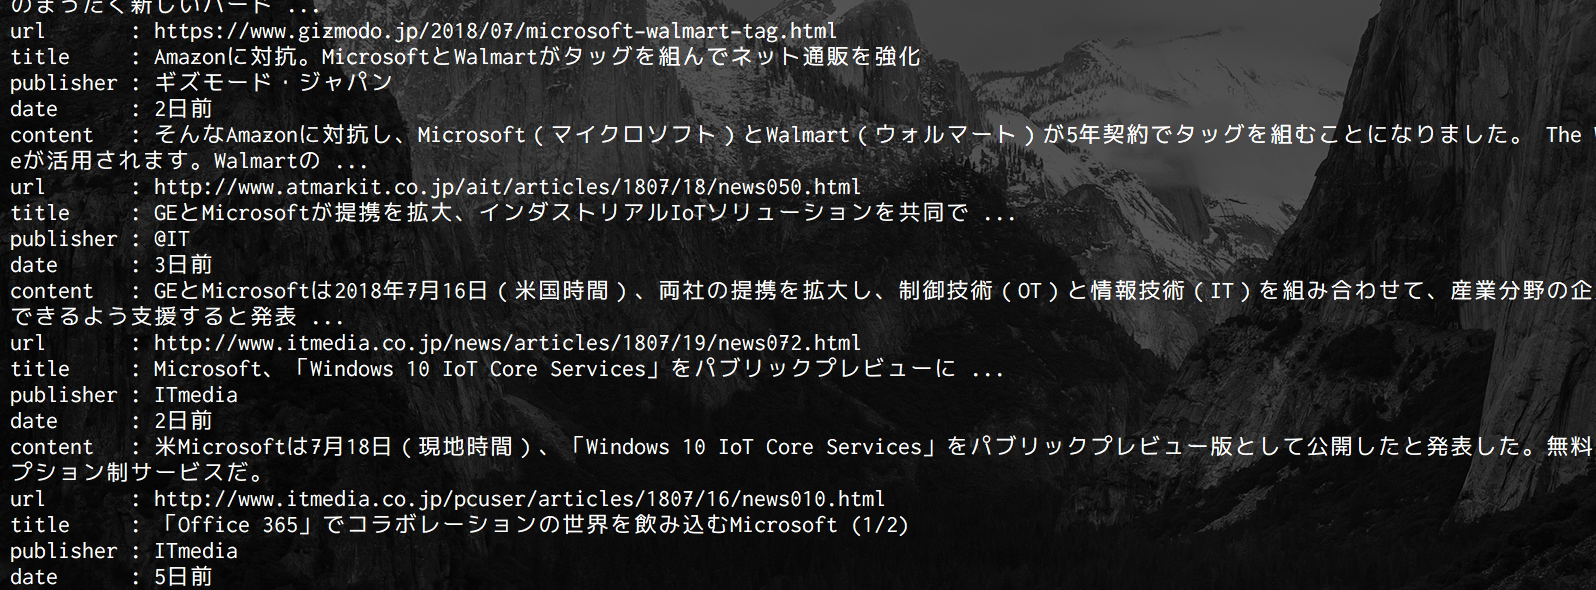 のまったく新しいハード ...
url       : https://www.gizmodo.jp/2018/07/microsoft-walmart-tag.html
title     : Amazonに対抗。MicrosoftとWalmartがタッグを組んでネット通販を強化
publisher : ギズモード・ジャパン
date      : 2日前
content   : そんなAmazonに対抗し、Microsoft（マイクロソフト）とWalmart（ウォルマート）が5年契約でタッグを組むことになりました。 The
eが活用されます。Walmartの ...
url       : http://www.atmarkit.co.jp/ait/articles/1807/18/news050.html
title     : GEとMicrosoftが提携を拡大、インダストリアルIoTソリューションを共同で ...
publisher : @IT
date      : 3日前
content   : GEとMicrosoftは2018年7月16日（米国時間）、両社の提携を拡大し、制御技術（OT）と情報技術（IT）を組み合わせて、産業分野の企
できるよう支援すると発表 ...
url       : http://www.itmedia.co.jp/news/articles/1807/19/news072.html
title     : Microsoft、「Windows 10 IoT Core Services」をパブリックプレビューに ...
publisher : ITmedia
date      : 2日前
content   : 米Microsoftは7月18日（現地時間）、「Windows 10 IoT Core Services」をパブリックプレビュー版として公開したと発表した。無料
プション制サービスだ。
url       : http://www.itmedia.co.jp/pcuser/articles/1807/16/news010.html
title     : 「Office 365」でコラボレーションの世界を飲み込むMicrosoft (1/2)
publisher : ITmedia
date      : 5日前